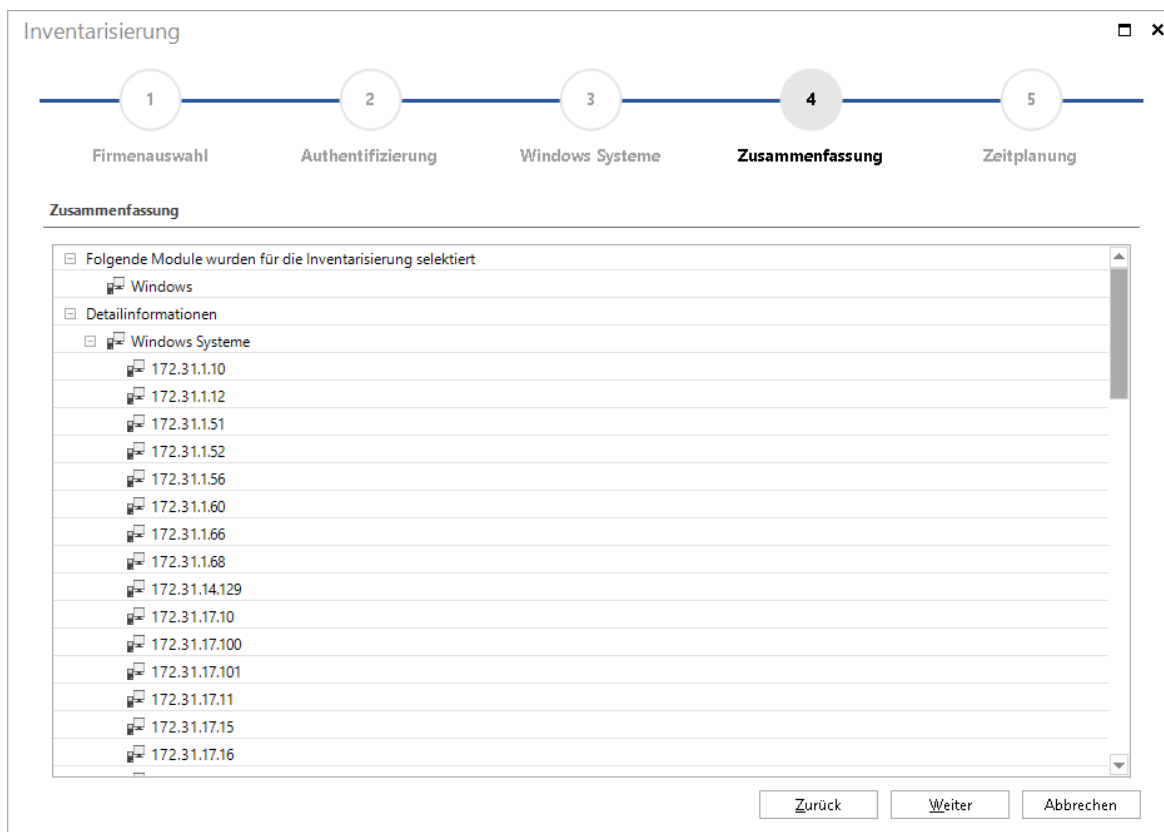 Inventarisierung
1 2 3 4 5
Firmenauswahl Authentifizierung Windows Systeme Zusammenfassung Zeitplanung
Zusammenfassung
Folgende Module wurden für die Inventarisierung selektiert
Windows
Detailinformationen
Windows Systeme
172.31.1.10
172.31.1.12
172.31.1.51
172.31.1.52
172.31.1.56
172.31.1.60
172.31.1.66
172.31.1.68
172.31.14.129
172.31.17.10
172.31.17.100
172.31.17.101
172.31.17.11
172.31.17.15
172.31.17.16
Zurück Weiter Abbrechen